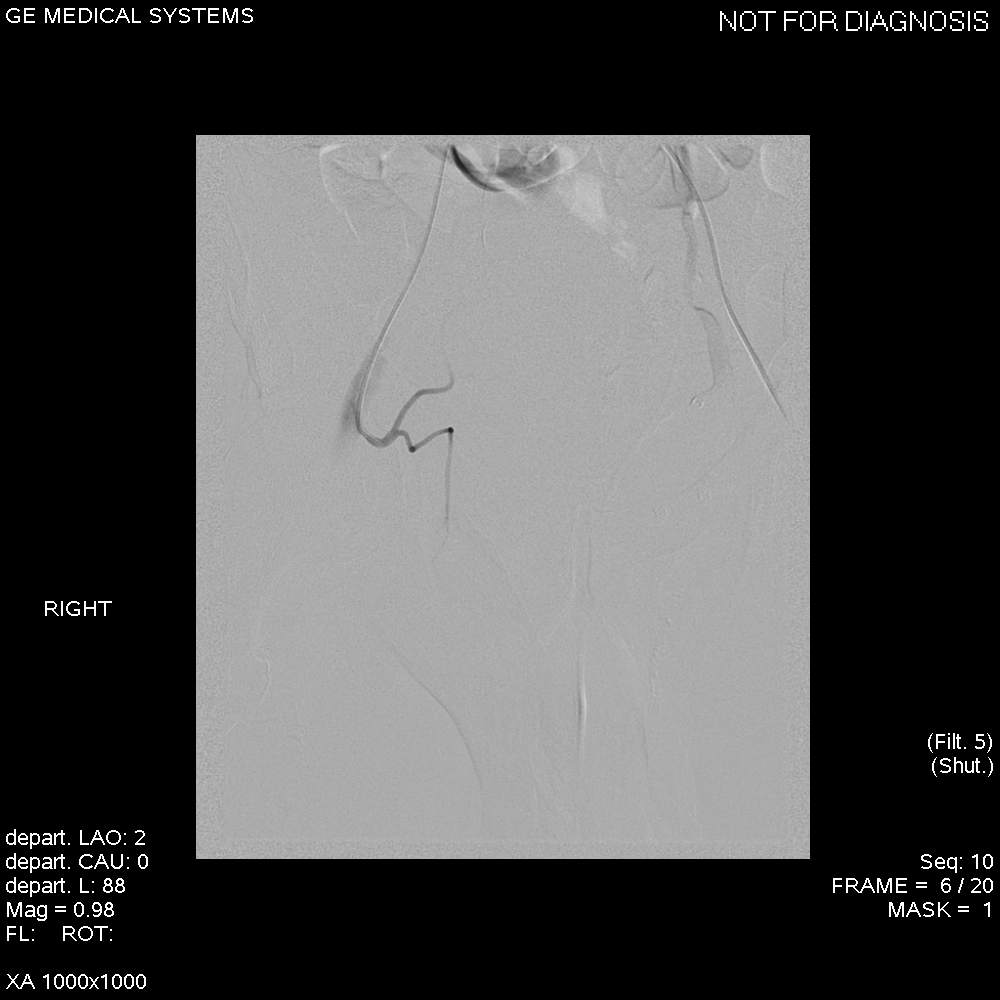 GE MEDICAL SYSTEMS
NOT FOR DIAGNOSIS
RIGHT
(Filt. 5)
(Shut.)
depart. LAO: 2
depart. CAU: 0
depart. L: 88
Mag = 0.98
FL: ROT:
XA 1000x1000
Seq: 10
FRAME = 6 / 20
MASK = 1